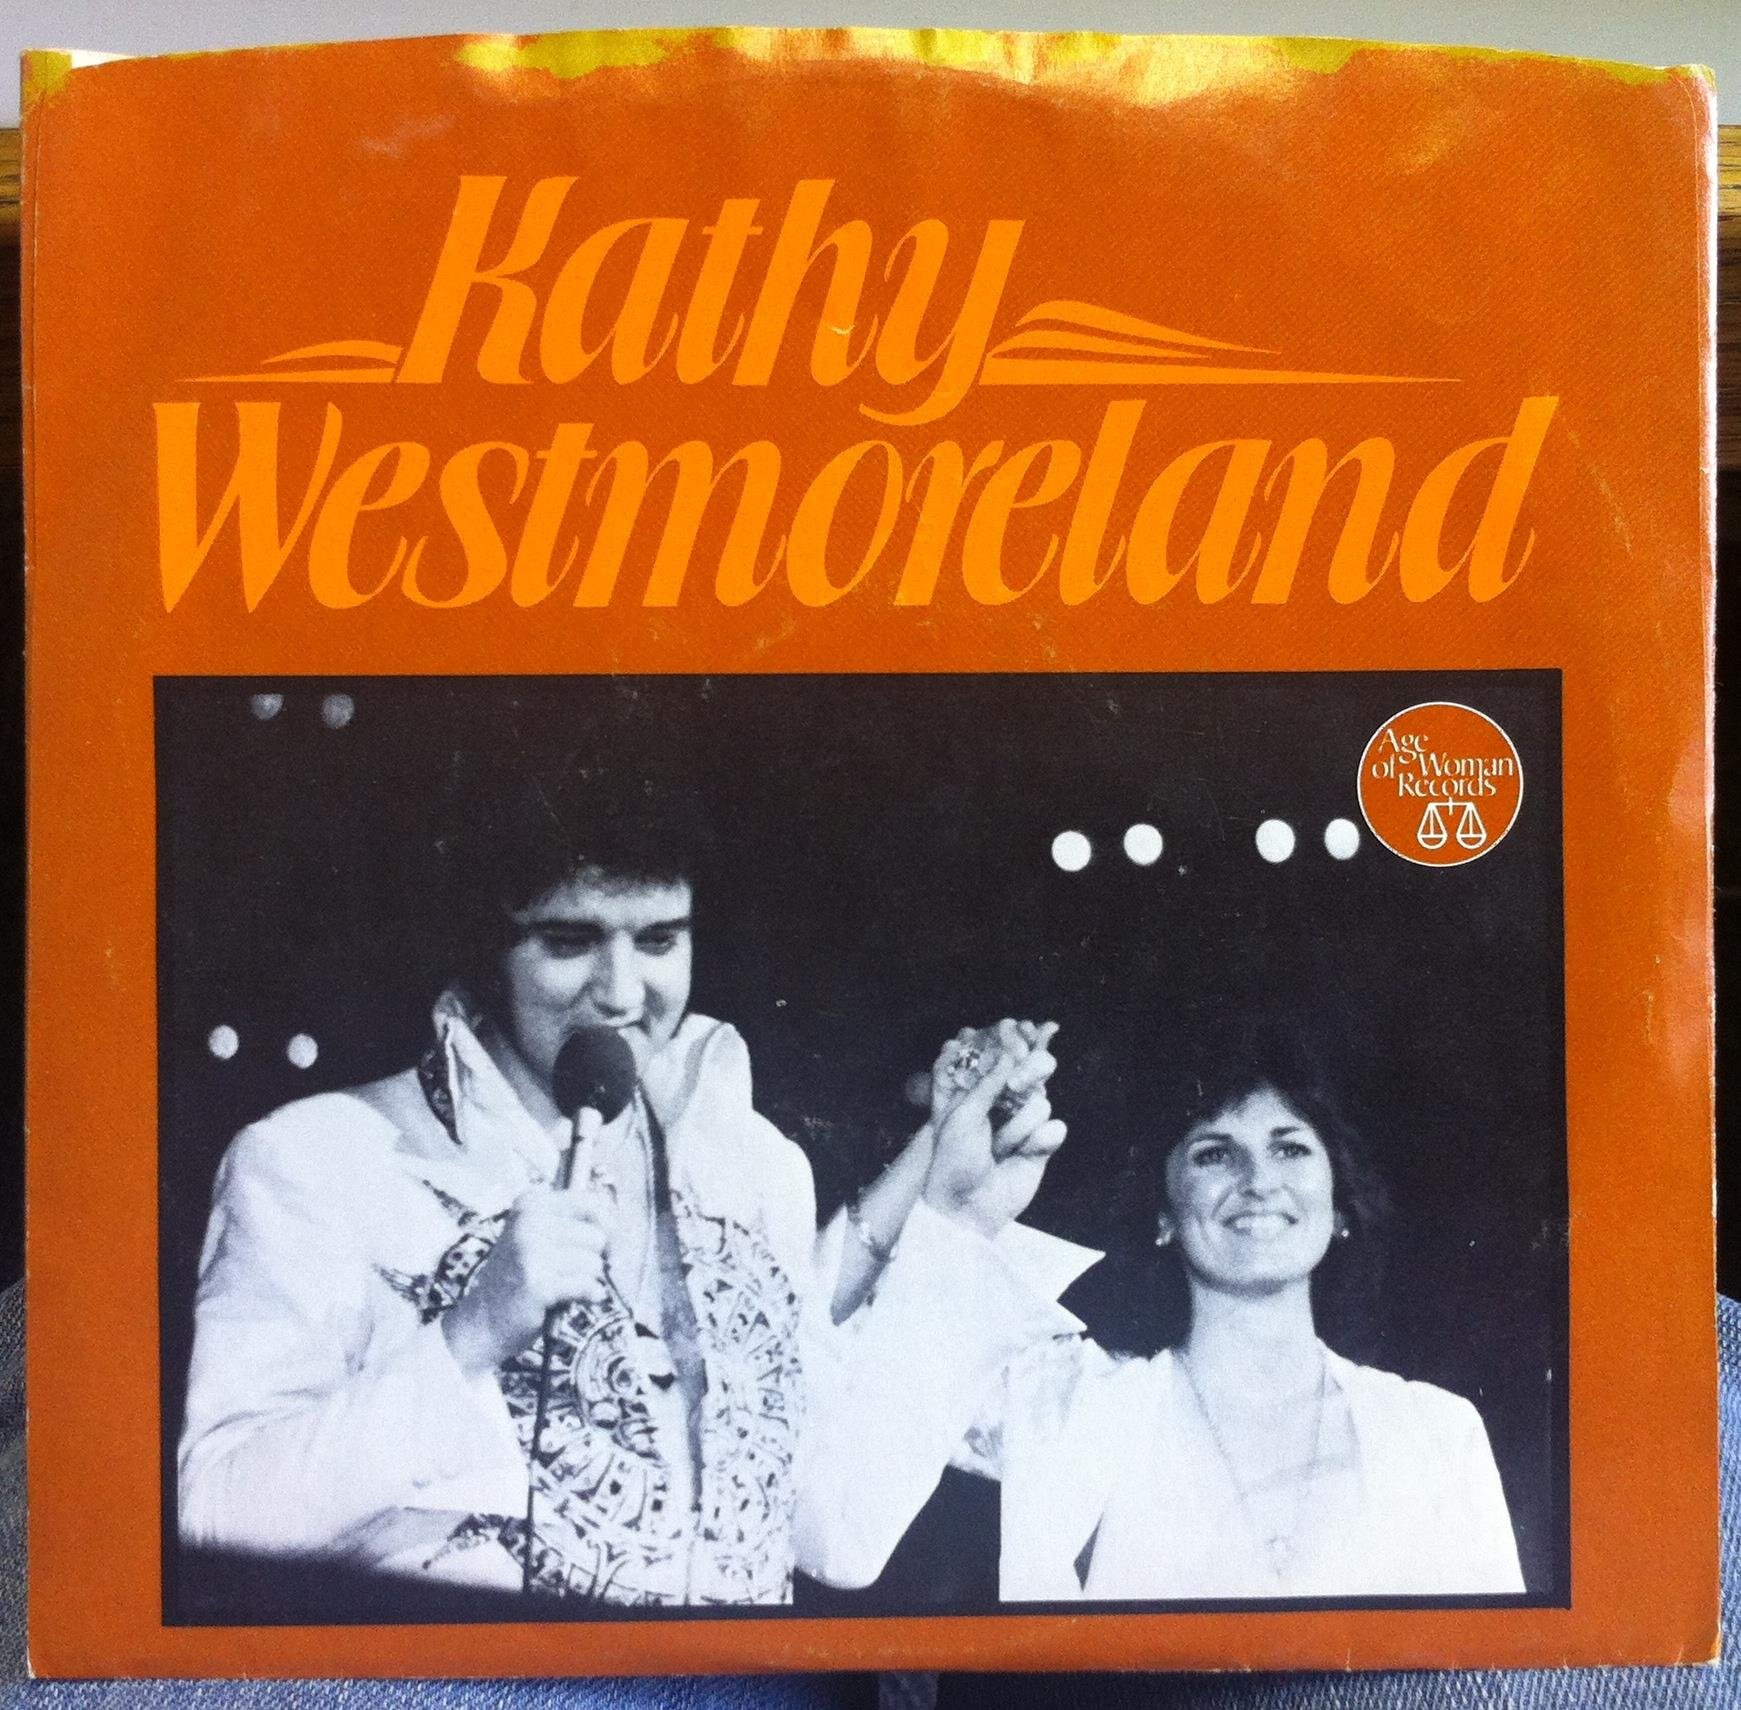 Kathy
Westmoreland
Age
of Woman
Records